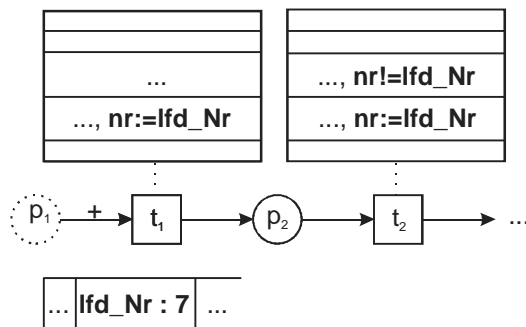 ... ..., nr!=lfd_Nr
..., nr:=lfd_Nr ..., nr:=lfd_Nr
p1 + t1 p2 t2 ...
... lfd_Nr : 7 ...